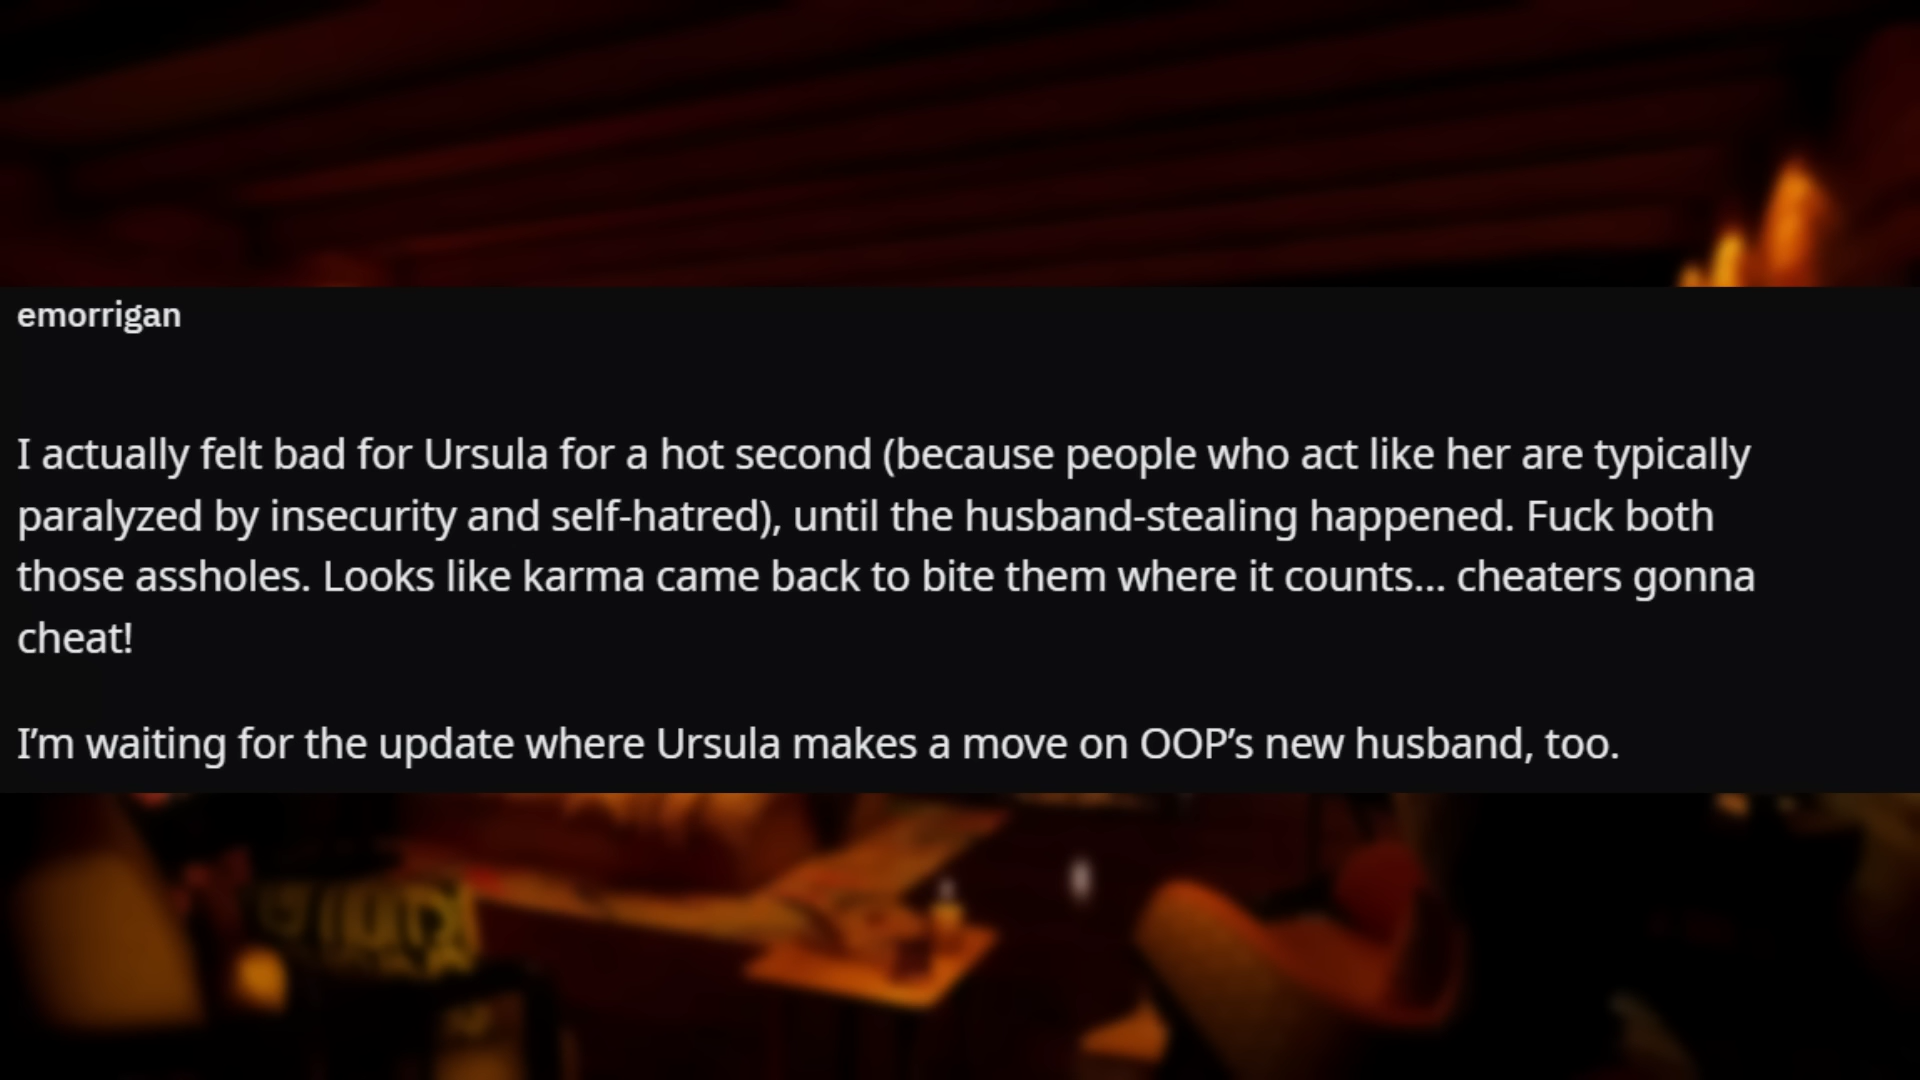 emorrigan
I actually felt bad for Ursula for a hot second (because people who act like her are typically
paralyzed by insecurity and self-hatred), until the husband-stealing happened. Fuck both
those assholes. Looks like karma came back to bite them where it counts... cheaters gonna
cheat!
I’m waiting for the update where Ursula makes a move on OOP’s new husband, too.